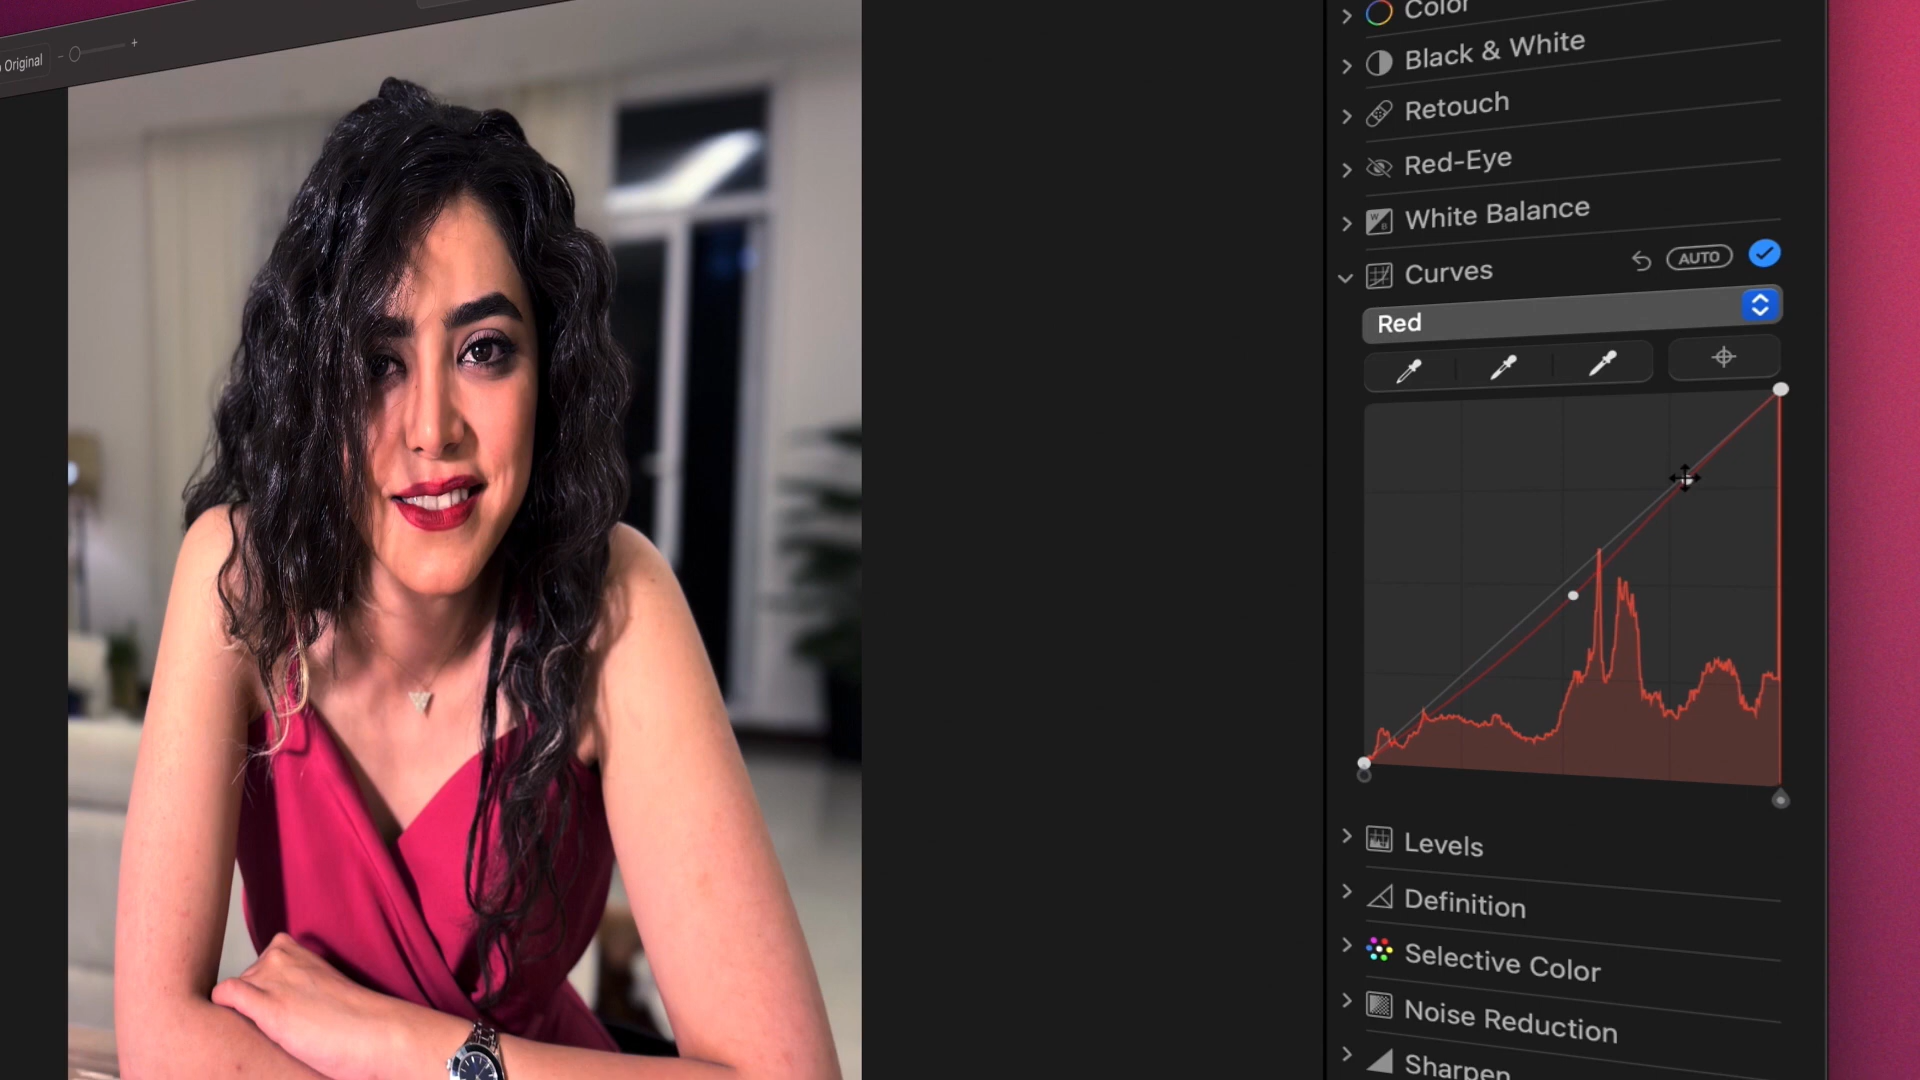 Original
Color
Black & White
Retouch
Red-Eye
White Balance
Curves
AUTO
Red
Levels
Definition
Selective Color
Noise Reduction
Sharpen